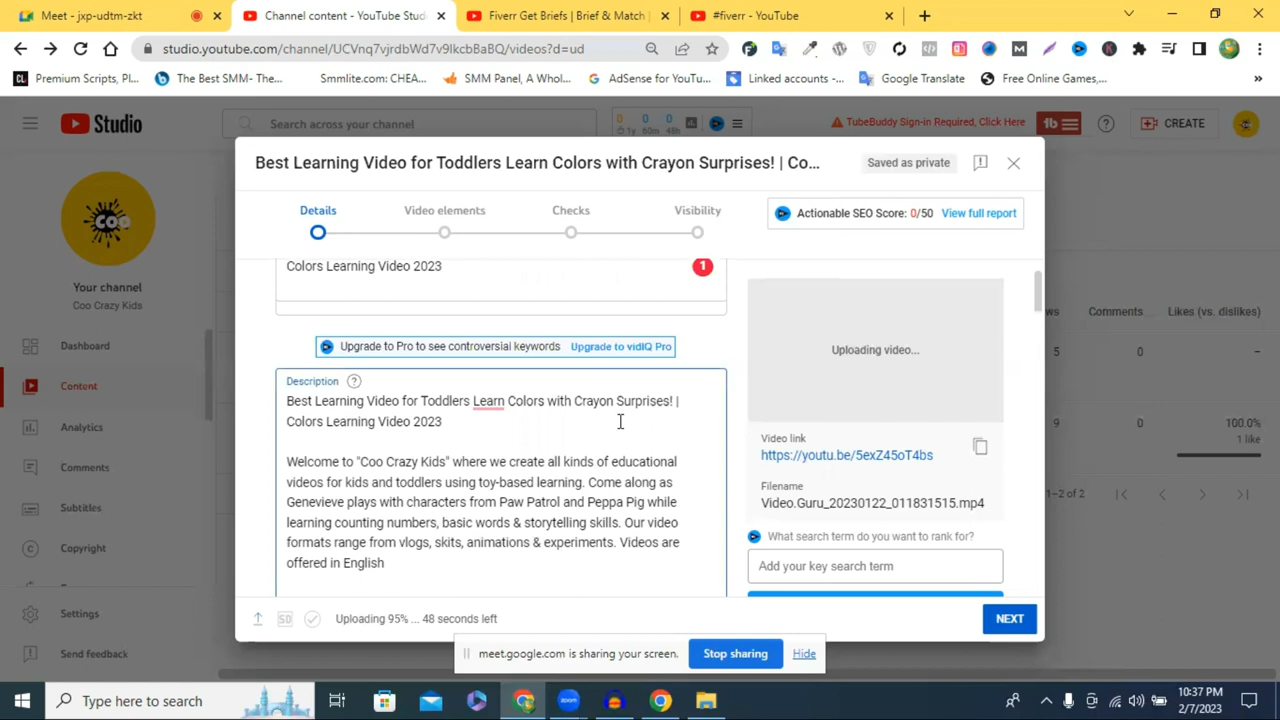 Meet - jxp-udtm-zkt
Channel content - YouTube Stud
Fiverr Get Briefs | Brief & Match
#fiverr - YouTube
studio.youtube.com/channel/UCVnq7vjrdbWd7v9IkcbBaBQ/videos?d=ud
Premium Scripts, Pl...
The Best SMM- The...
Smmlite.com: CHEA...
SMM Panel, A Whol...
AdSense for YouTu...
Linked accounts -...
Google Translate
Free Online Games,...
»
Studio
Search across your channel
0 0 0
1y 60m 48h
TubeBuddy Sign-in Required, Click Here
tb
CREATE
Best Learning Video for Toddlers Learn Colors with Crayon Surprises! | Co...
Saved as private
Details
Video elements
Checks
Visibility
Actionable SEO Score: 0/50 View full report
coo
Your channel
Coo Crazy Kids
Dashboard
Content
Analytics
Comments
Subtitles
Copyright
Settings
Send feedback
Colors Learning Video 2023
1
Upgrade to Pro to see controversial keywords Upgrade to vidIQ Pro
Description
Best Learning Video for Toddlers Learn Colors with Crayon Surprises! |
Colors Learning Video 2023
Welcome to "Coo Crazy Kids" where we create all kinds of educational
videos for kids and toddlers using toy-based learning. Come along as
Genevieve plays with characters from Paw Patrol and Peppa Pig while
learning counting numbers, basic words & storytelling skills. Our video
formats range from vlogs, skits, animations & experiments. Videos are
offered in English
Uploading video...
Video link
https://youtu.be/5exZ45oT4bs
Filename
Video.Guru_20230122_011831515.mp4
What search term do you want to rank for?
Add your key search term
ws
Comments
Likes (vs. dislikes)
5
0
–
9
0
100.0%
1 like
1–2 of 2
SD
Uploading 95% ... 48 seconds left
NEXT
meet.google.com is sharing your screen.
Stop sharing
Hide
Type here to search
10:37 PM
2/7/2023